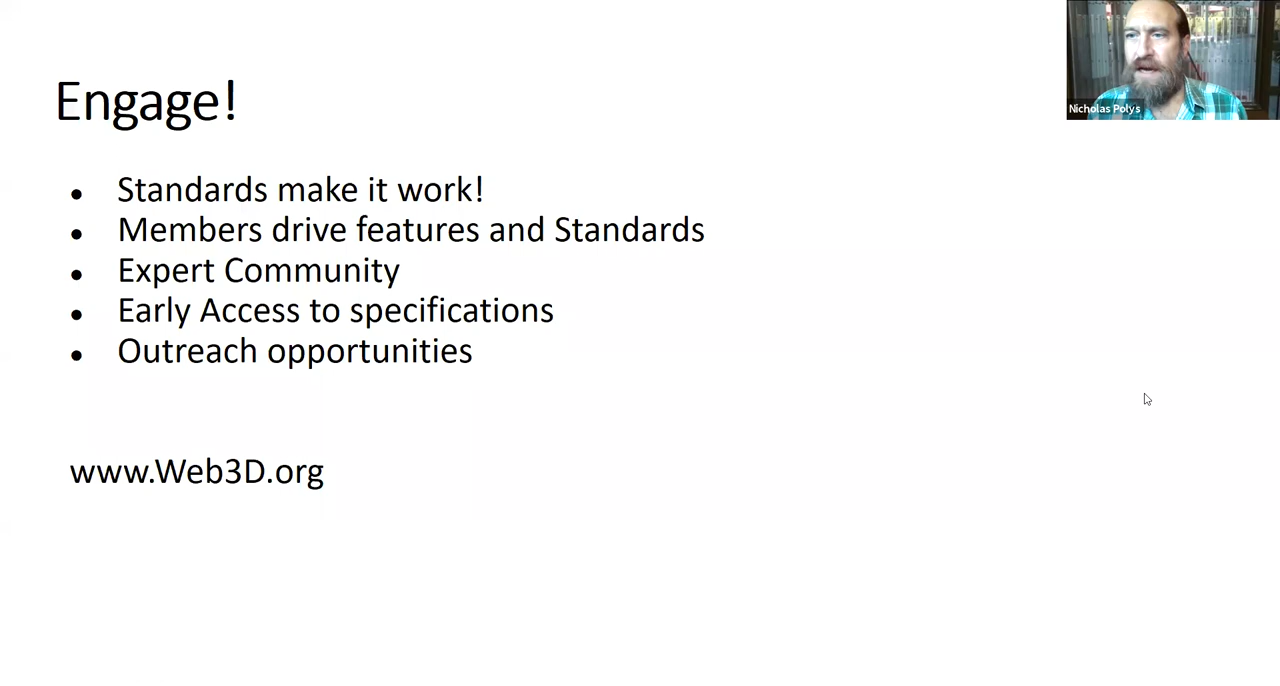 Engage!
Nicholas Polys
• Standards make it work!
• Members drive features and Standards
• Expert Community
• Early Access to specifications
• Outreach opportunities
www.Web3D.org